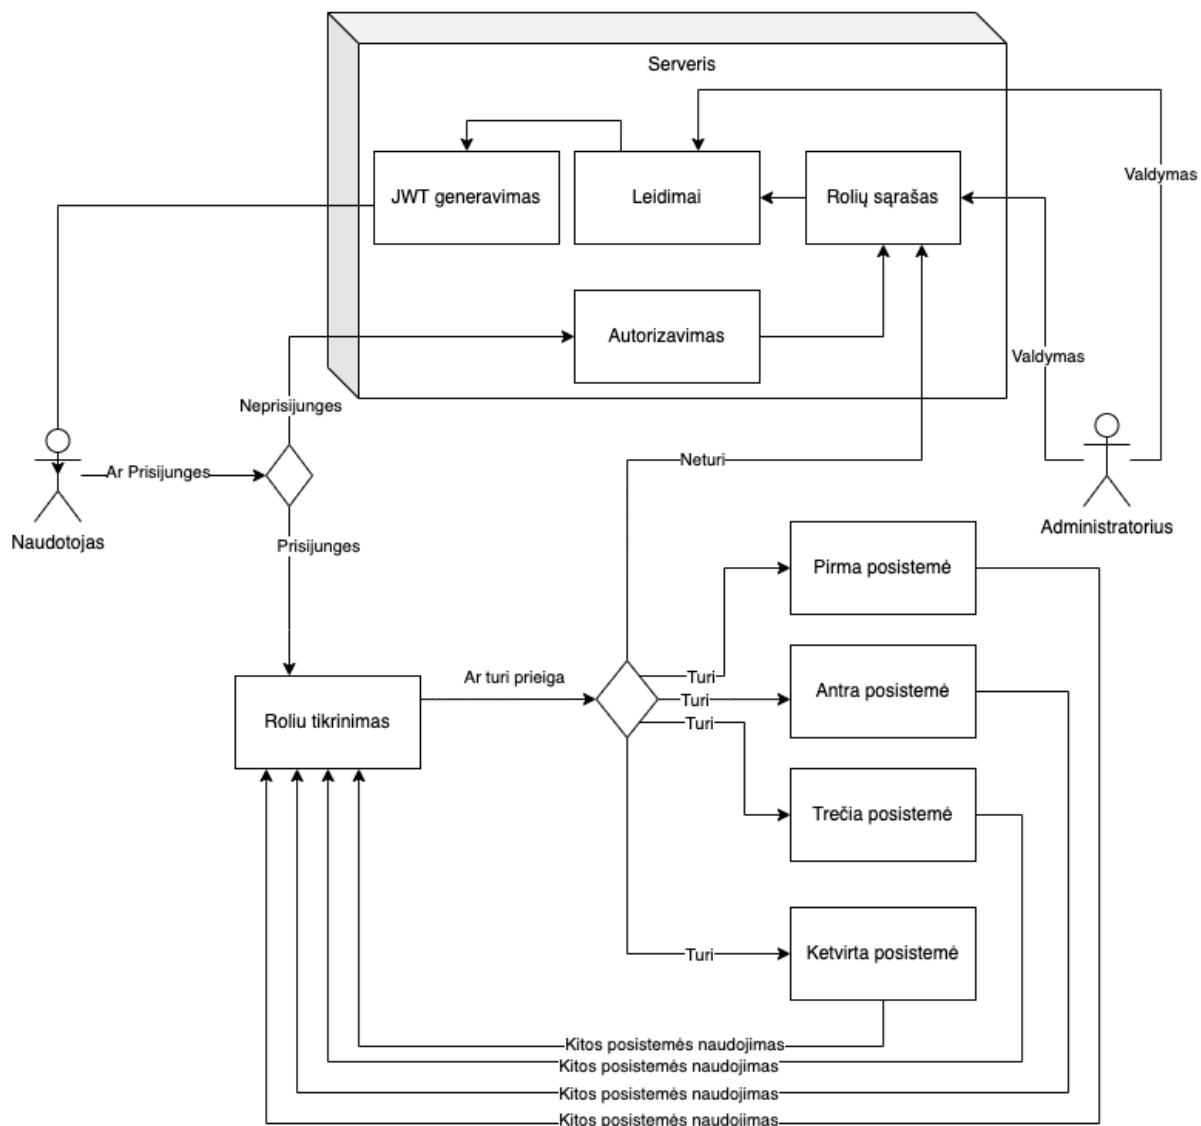 Serveris
Valdymas
JWT generavimas
Leidimai
Rolių sąrašas
Autorizavimas
Valdymas
Neprisijunges
Neturi
Ar Prisijunges
Administratorius
Naudotojas
Prisijunges
Pirma posistemė
Ar turi prieiga
Turi
Antra posistemė
Turi
Roliu tikrinimas
Turi
Trečia posistemė
Turi
Ketvirta posistemė
Kitos posistemės naudojimas
Kitos posistemės naudojimas
Kitos posistemės naudojimas
Kitos posistemės naudojimas